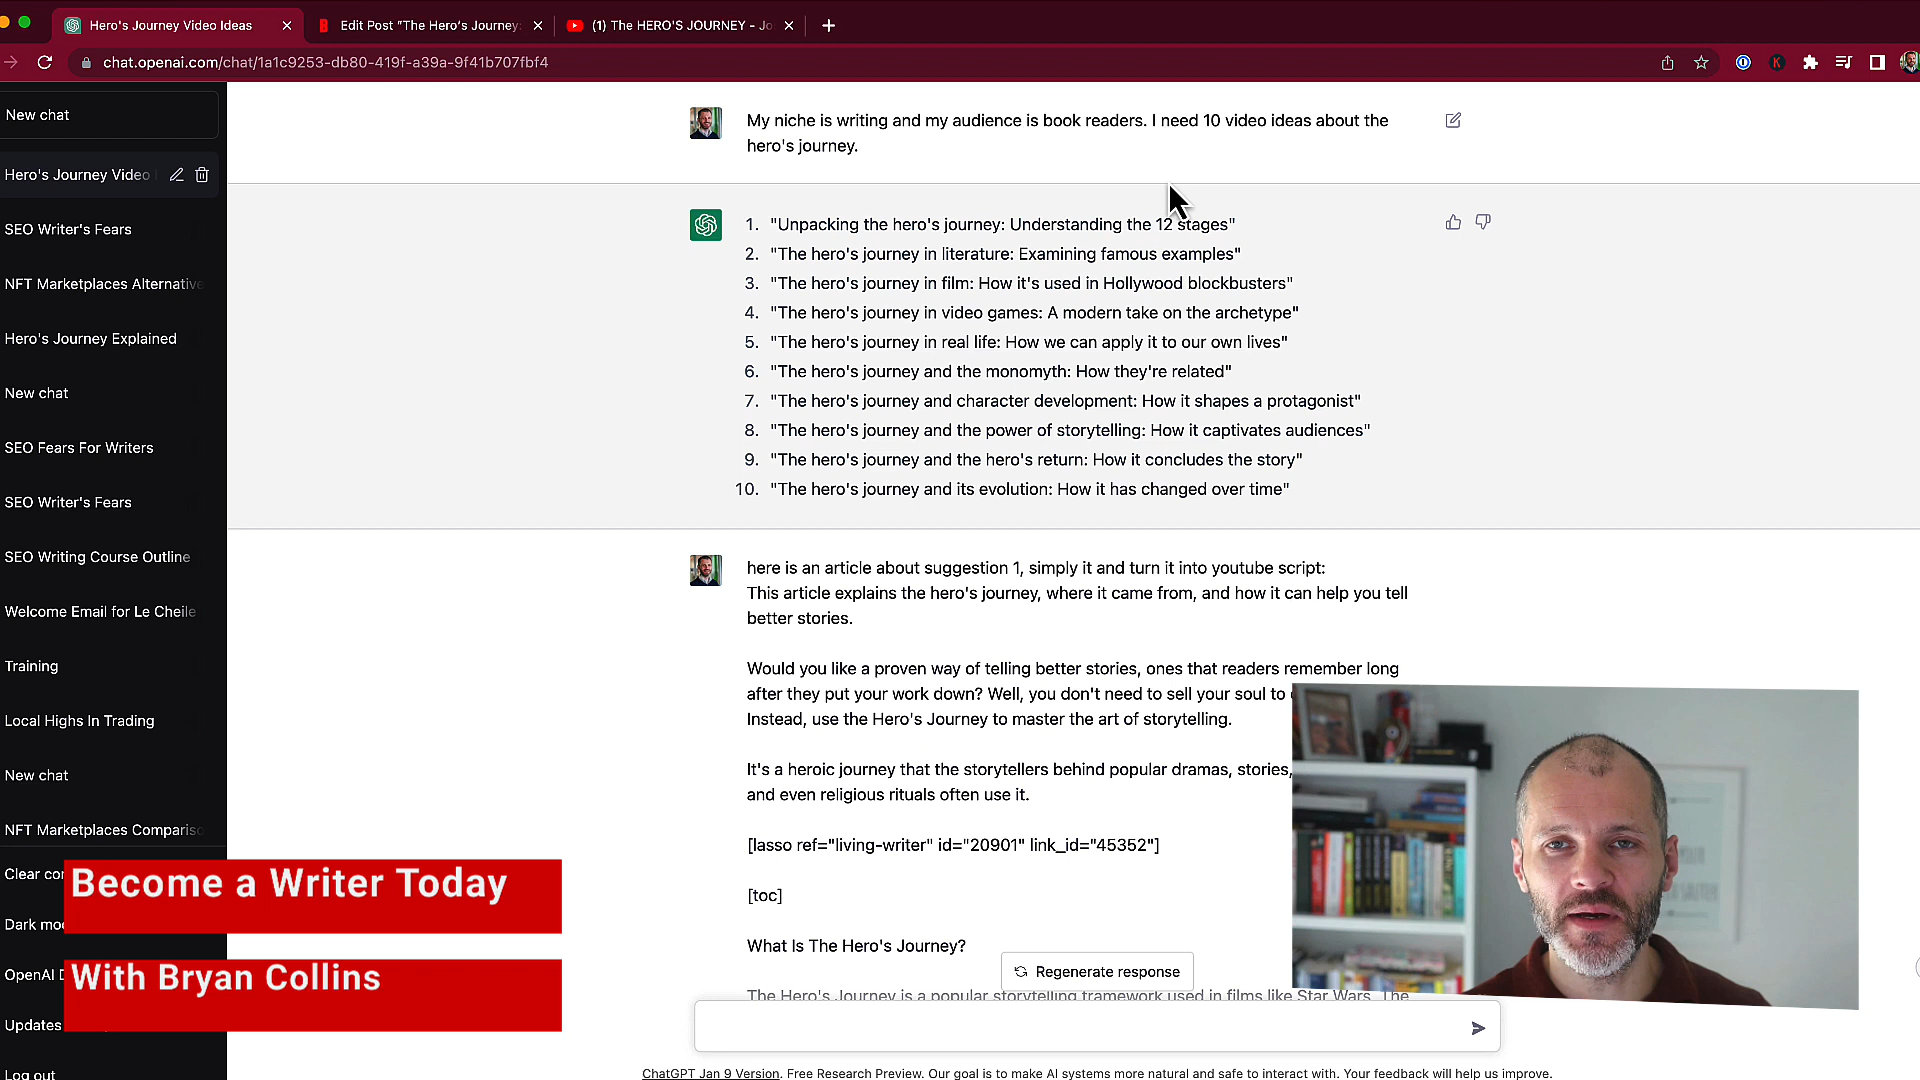 Hero's Journey Video Ideas
Edit Post "The Hero's Journey:
(1) The HERO'S JOURNEY - Jo
chat.openai.com/chat/1a1c9253-db80-419f-a39a-9f41b707fbf4
New chat
Hero's Journey Video
SEO Writer's Fears
NFT Marketplaces Alternative
Hero's Journey Explained
New chat
SEO Fears For Writers
SEO Writer's Fears
SEO Writing Course Outline
Welcome Email for Le Cheile
Training
Local Highs In Trading
New chat
NFT Marketplaces Compariso
Clear con
Dark mod
OpenAI D
Updates
Log out
My niche is writing and my audience is book readers. I need 10 video ideas about the
hero's journey.
1. "Unpacking the hero's journey: Understanding the 12 stages"
2. "The hero's journey in literature: Examining famous examples"
3. "The hero's journey in film: How it's used in Hollywood blockbusters"
4. "The hero's journey in video games: A modern take on the archetype"
5. "The hero's journey in real life: How we can apply it to our own lives"
6. "The hero's journey and the monomyth: How they're related"
7. "The hero's journey and character development: How it shapes a protagonist"
8. "The hero's journey and the power of storytelling: How it captivates audiences"
9. "The hero's journey and the hero's return: How it concludes the story"
10. "The hero's journey and its evolution: How it has changed over time"
here is an article about suggestion 1, simply it and turn it into youtube script:
This article explains the hero's journey, where it came from, and how it can help you tell
better stories.
Would you like a proven way of telling better stories, ones that readers remember long
after they put your work down? Well, you don't need to sell your soul to
Instead, use the Hero's Journey to master the art of storytelling.
It's a heroic journey that the storytellers behind popular dramas, stories,
and even religious rituals often use it.
[lasso ref="living-writer" id="20901" link_id="45352"]
[toc]
What Is The Hero's Journey?
Regenerate response
The Hero's Journey is a popular storytelling framework used in films like Star Wars, The
ChatGPT Jan 9 Version. Free Research Preview. Our goal is to make AI systems more natural and safe to interact with. Your feedback will help us improve.
Become a Writer Today
With Bryan Collins